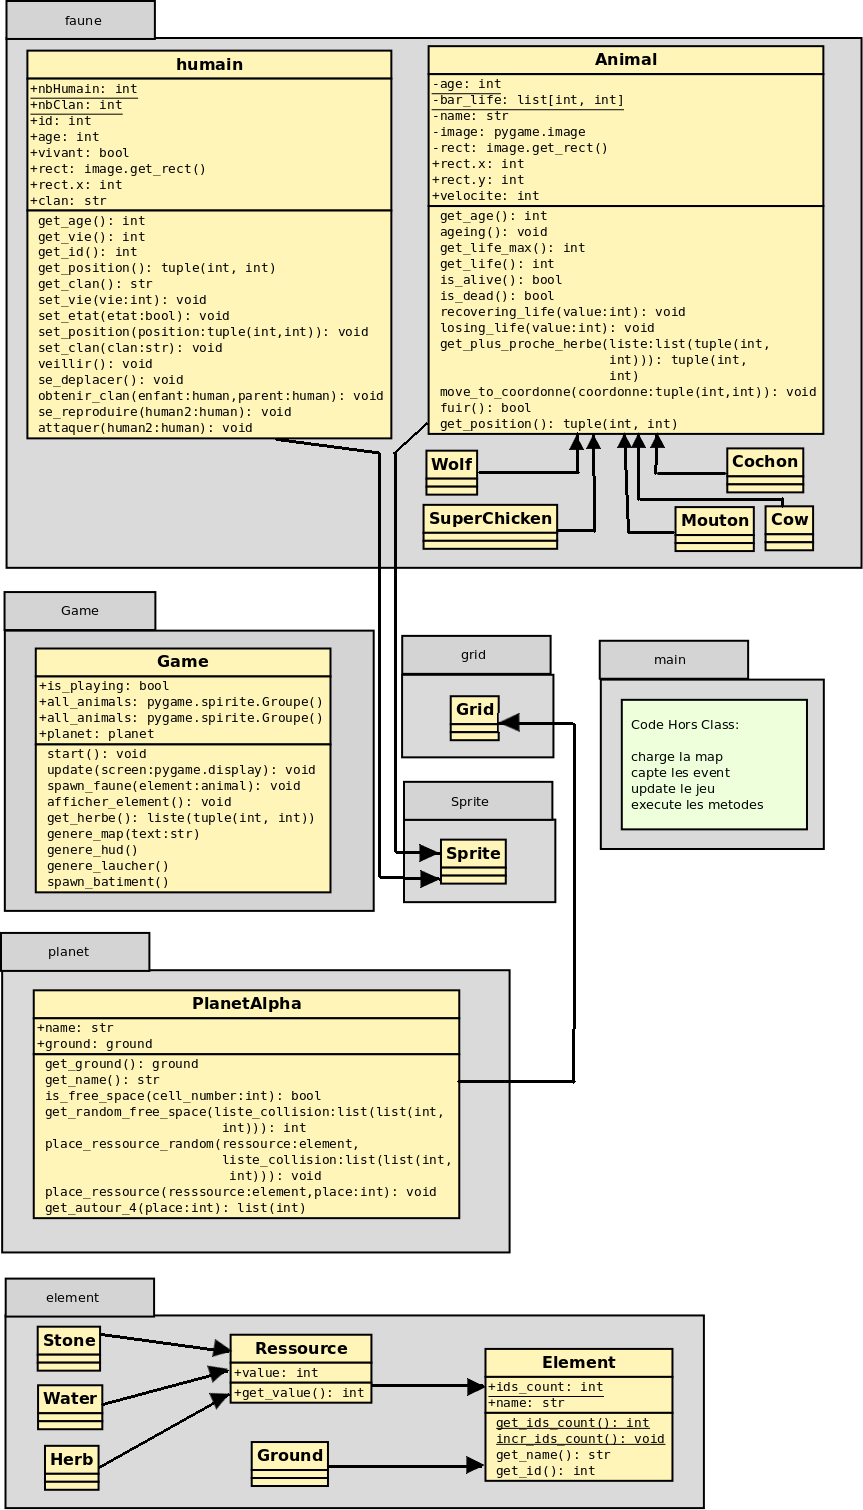 faune
humain
+nbHumain: int
+nbClan: int
+id: int
+age: int
+vivant: bool
+rect: image.get_rect()
+rect.x: int
+clan: str
get_age(): int
get_vie(): int
get_id(): int
get_position(): tuple(int, int)
get_clan(): str
set_vie(vie:int): void
set_etat(etat:bool): void
set_position(position:tuple(int,int)): void
set_clan(clan:str): void
veillir(): void
se_deplacer(): void
obtenir_clan(enfant:human,parent:human): void
se_reproduire(human2:human): void
attaquer(human2:human): void
Animal
-age: int
-bar_life: list[int, int]
-name: str
-image: pygame.image
-rect: image.get_rect()
+rect.x: int
+rect.y: int
+velocite: int
get_age(): int
ageing(): void
get_life_max(): int
get_life(): int
is_alive(): bool
is_dead(): bool
recovering_life(value:int): void
losing_life(value:int): void
get_plus_proche_herbe(liste:list(tuple(int,
int))): tuple(int,
int)
move_to_coordonne(coordonne:tuple(int,int)): void
fuir(): bool
get_position(): tuple(int, int)
Wolf
Cochon
SuperChicken
Mouton
Cow
Game
Game
+is_playing: bool
+all_animals: pygame.spirite.Groupe()
+all_animals: pygame.spirite.Groupe()
+planet: planet
start(): void
update(screen:pygame.display): void
spawn_faune(element:animal): void
afficher_element(): void
get_herbe(): liste(tuple(int, int))
genere_map(text:str)
genere_hud()
genere_laucher()
spawn_batiment()
grid
Grid
main
Code Hors Class:
charge la map
capte les event
update le jeu
execute les metodes
Sprite
Sprite
planet
PlanetAlpha
+name: str
+ground: ground
get_ground(): ground
get_name(): str
is_free_space(cell_number:int): bool
get_random_free_space(liste_collision:list(list(int,
int))): int
place_ressource_random(ressource:element,
liste_collision:list(list(int,
int))): void
place_ressource(resssource:element,place:int): void
get_autour_4(place:int): list(int)
element
Stone
Water
Herb
Ressource
+value: int
+get_value(): int
Ground
Element
+ids_count: int
+name: str
get_ids_count(): int
incr_ids_count(): void
get_name(): str
get_id(): int